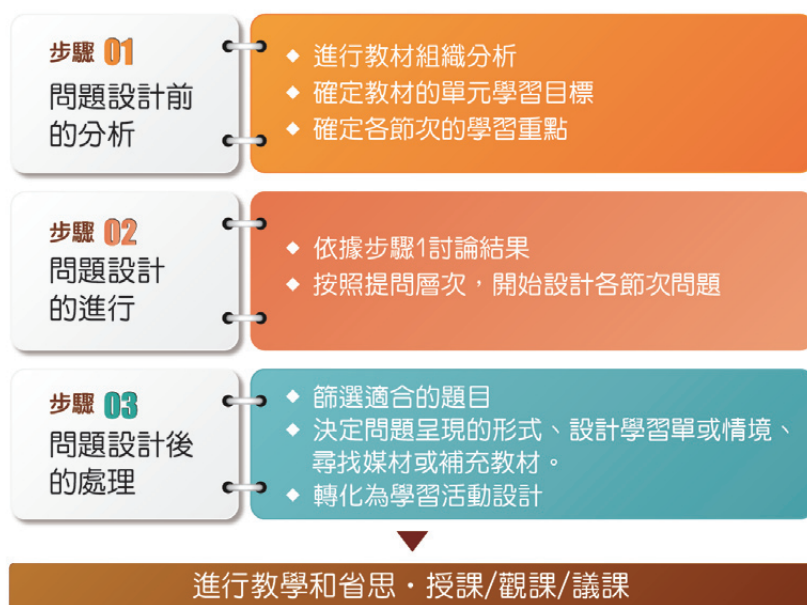 步驟 01
問題設計前
的分析
◆ 進行教材組織分析
◆ 確定教材的單元學習目標
◆ 確定各節次的學習重點
步驟 02
問題設計
的進行
◆ 依據步驟1討論結果
◆ 按照提問層次，開始設計各節次問題
步驟 03
問題設計後
的處理
◆ 篩選適合的題目
◆ 決定問題呈現的形式、設計學習單或情境、
尋找媒材或補充教材。
◆ 轉化為學習活動設計
進行教學和省思・授課/觀課/議課